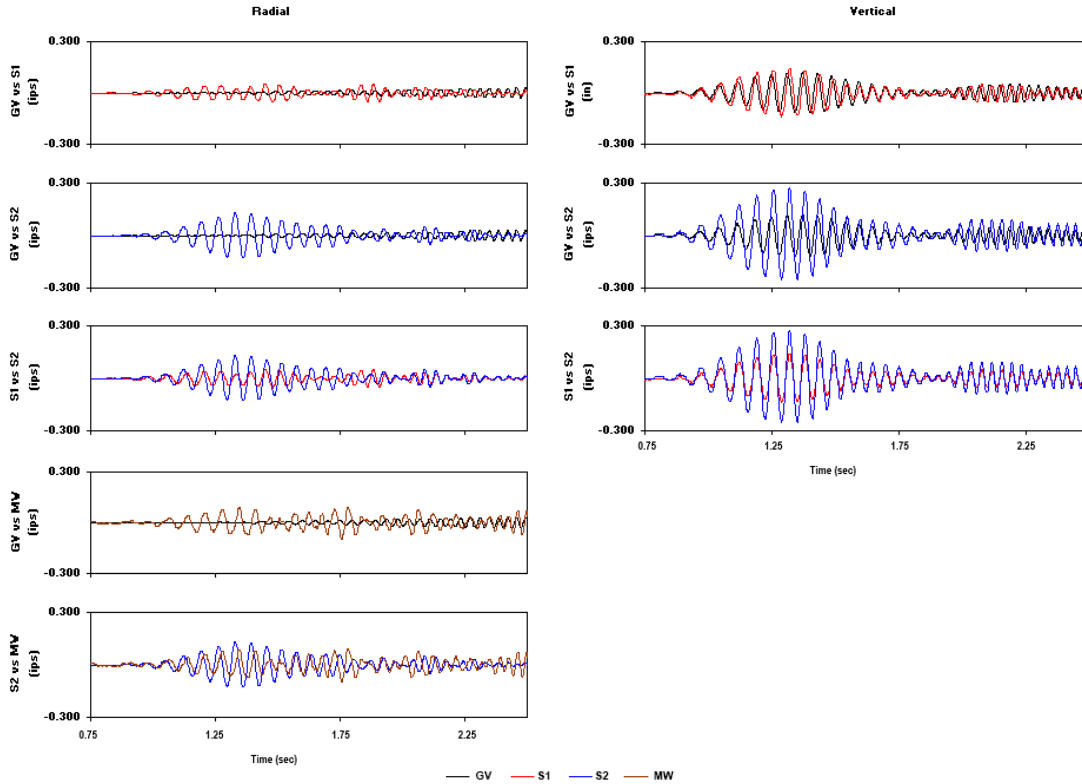 Radial
Vertical
0.300
GV vs S1
(ips)
-0.300
0.300
GV vs S1
(in)
-0.300
0.300
GV vs S2
(ips)
-0.300
0.300
GV vs S2
(ips)
-0.300
0.300
S1 vs S2
(ips)
-0.300
0.300
S1 vs S2
(ips)
-0.300
0.75 1.25 1.75 2.25
Time (sec)
0.300
GV vs MW
(ips)
-0.300
0.300
S2 vs MW
(ips)
-0.300
0.75 1.25 1.75 2.25
Time (sec)
GV S1 S2 MW